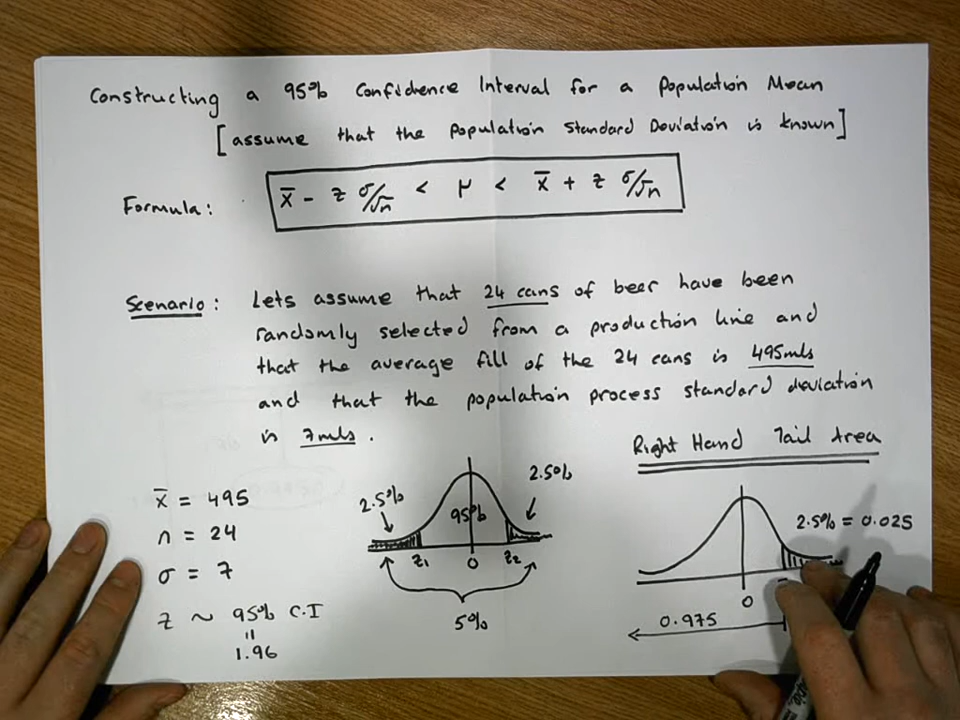 Constructing a 95% Confidence Interval for a Population Mean
[assume that the population Standard Deviation is known]
Formula: x̄ - z σ/√n < μ < x̄ + z σ/√n
Scenario: Lets assume that 24 cans of beer have been
randomly selected from a production line and
that the average fill of the 24 cans is 495mls
and that the population process standard deviation
is 7mls.
x̄ = 495
n = 24
σ = 7
z ~ 95% C.I
"
1.96
2.5%
2.5%
95%
z₁ 0 z₂
5%
Right Hand Tail Area
2.5% = 0.025
0
0.975